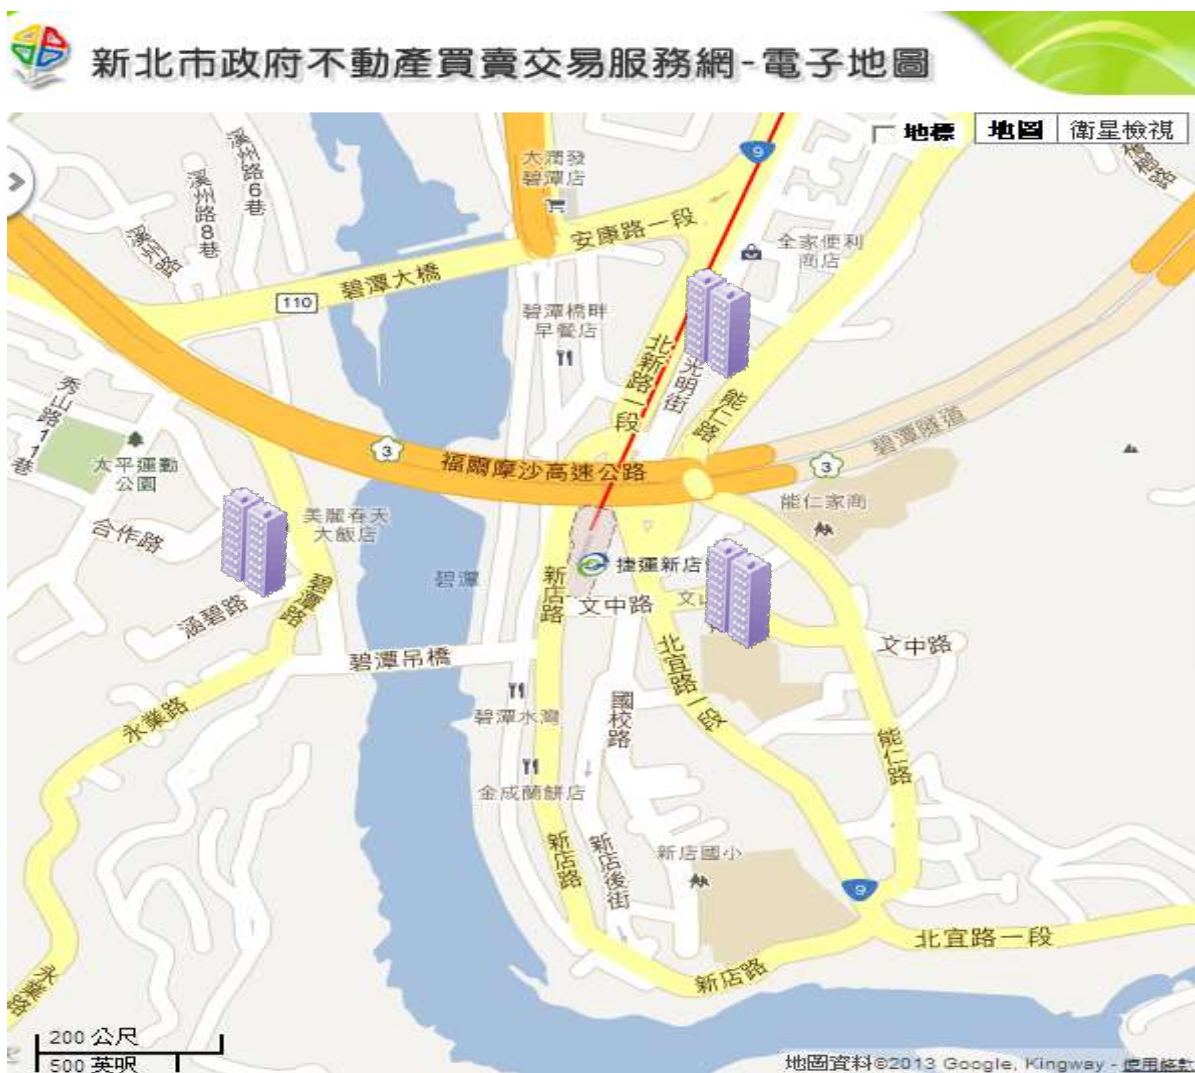 新北市政府不動產買賣交易服務網-電子地圖
地標
地圖
衛星檢視
溪州路6巷
溪州路8巷
溪州路
大潤發
碧潭店
9
安康路一段
全家便利
商店
碧潭大橋
110
碧潭橋畔
早餐店
北新路一段
光明街
能仁路
秀山路11巷
太平運動
公園
3
福爾摩沙高速公路
3
碧潭隧道
能仁家商
合作路
美麗春天
大飯店
碧潭
捷運新店
新店路
文中路
涵碧路
碧潭路
碧潭吊橋
北宜路一段
文中路
永業路
碧潭水灣
國校路
能仁路
金成蘭餅店
新店路
新店後街
新店國小
9
北宜路一段
新店路
永業路
200 公尺
500 英呎
地圖資料©2013 Google, Kingway - 使用條款